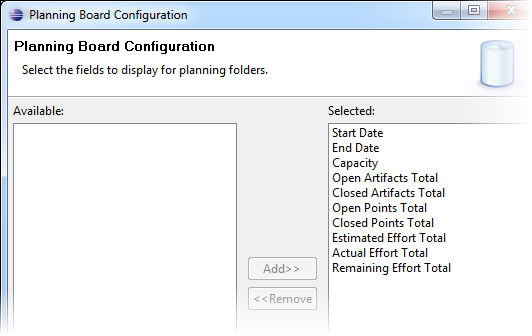 Planning Board Configuration
Planning Board Configuration
Select the fields to display for planning folders.
Available:
Selected:
Start Date
End Date
Capacity
Open Artifacts Total
Closed Artifacts Total
Open Points Total
Closed Points Total
Estimated Effort Total
Actual Effort Total
Remaining Effort Total
Add>>
<<Remove